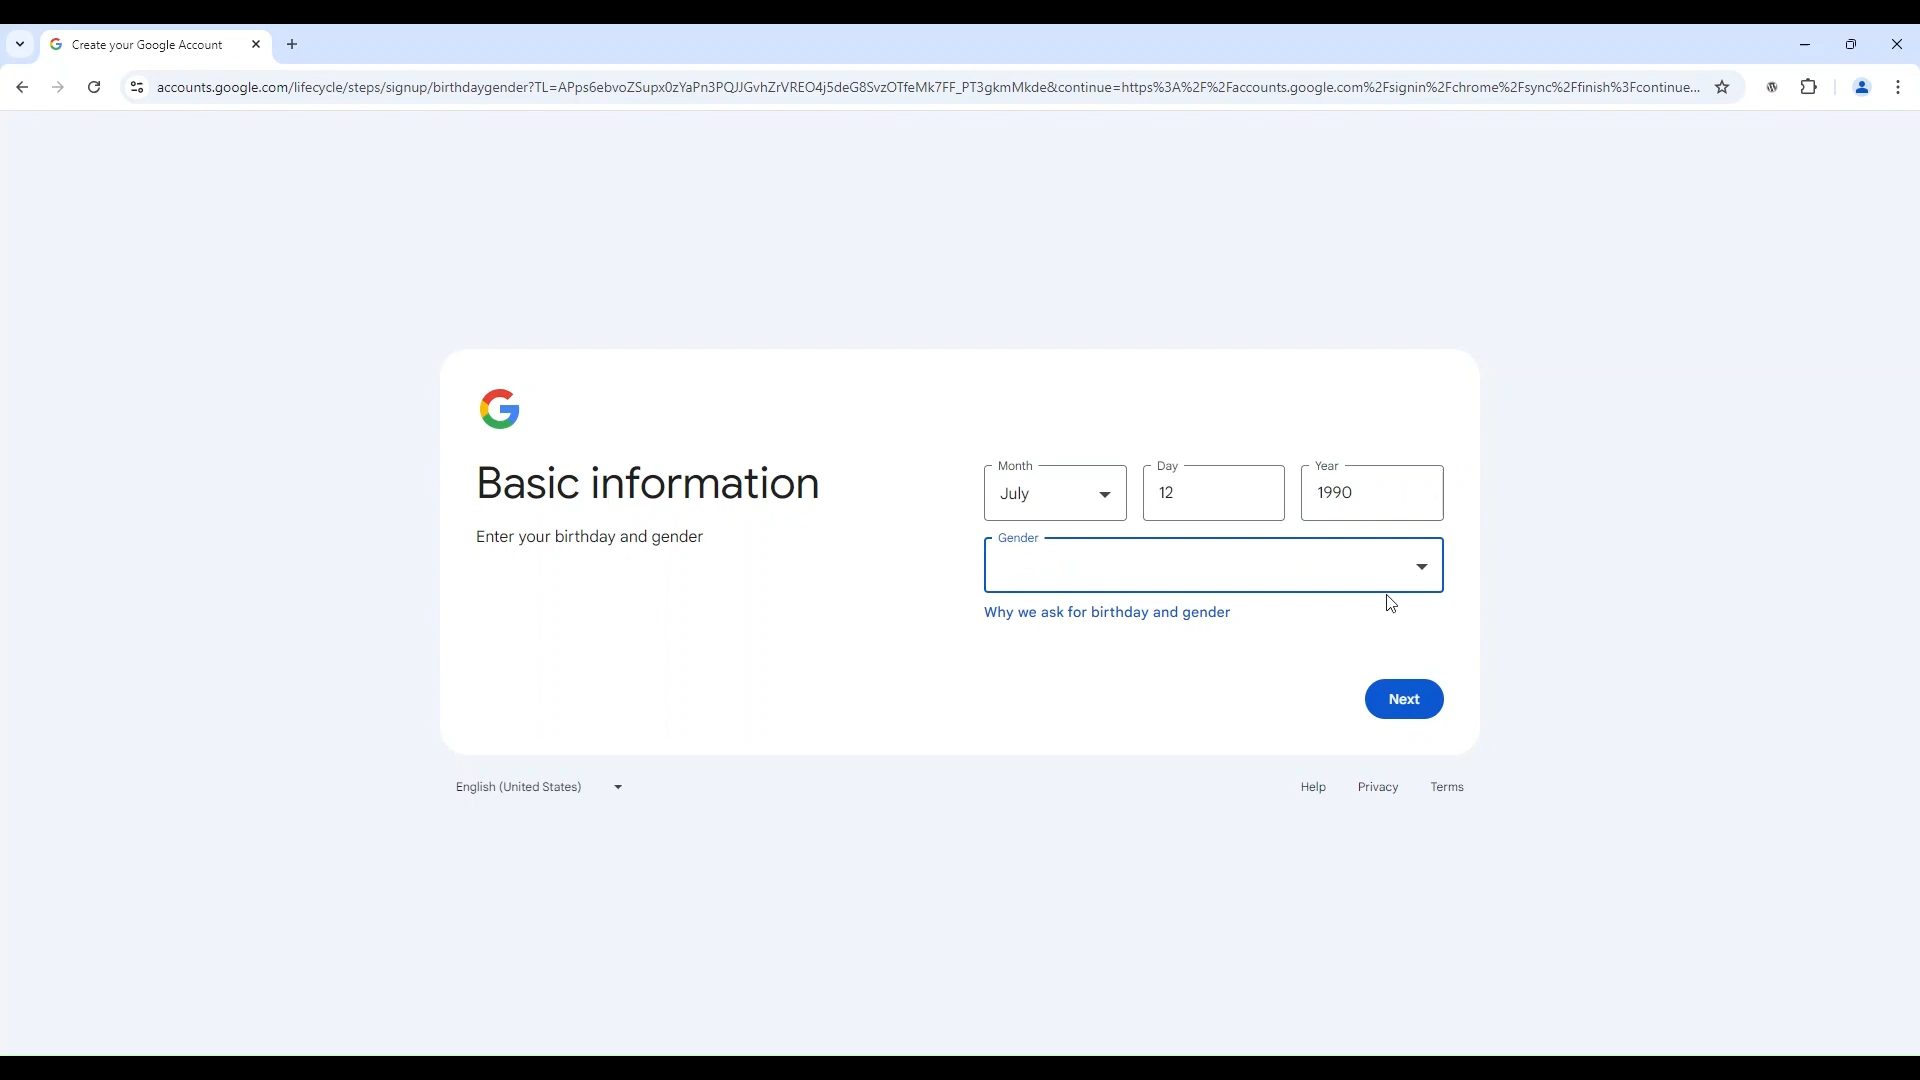 Create your Google Account
accounts.google.com/lifecycle/steps/signup/birthdaygender?TL=APps6ebvoZSupx0zYaPn3PQJJGvhZrVREO4j5deG8SvzOTfeMk7FF_PT3gkmMkde&continue=https%3A%2F%2Faccounts.google.com%2Fsignin%2Fchrome%2Fsync%2Ffinish%3Fcontinue...
Basic information
Enter your birthday and gender
Month
July
Day
12
Year
1990
Gender
Why we ask for birthday and gender
Next
English (United States)
Help
Privacy
Terms